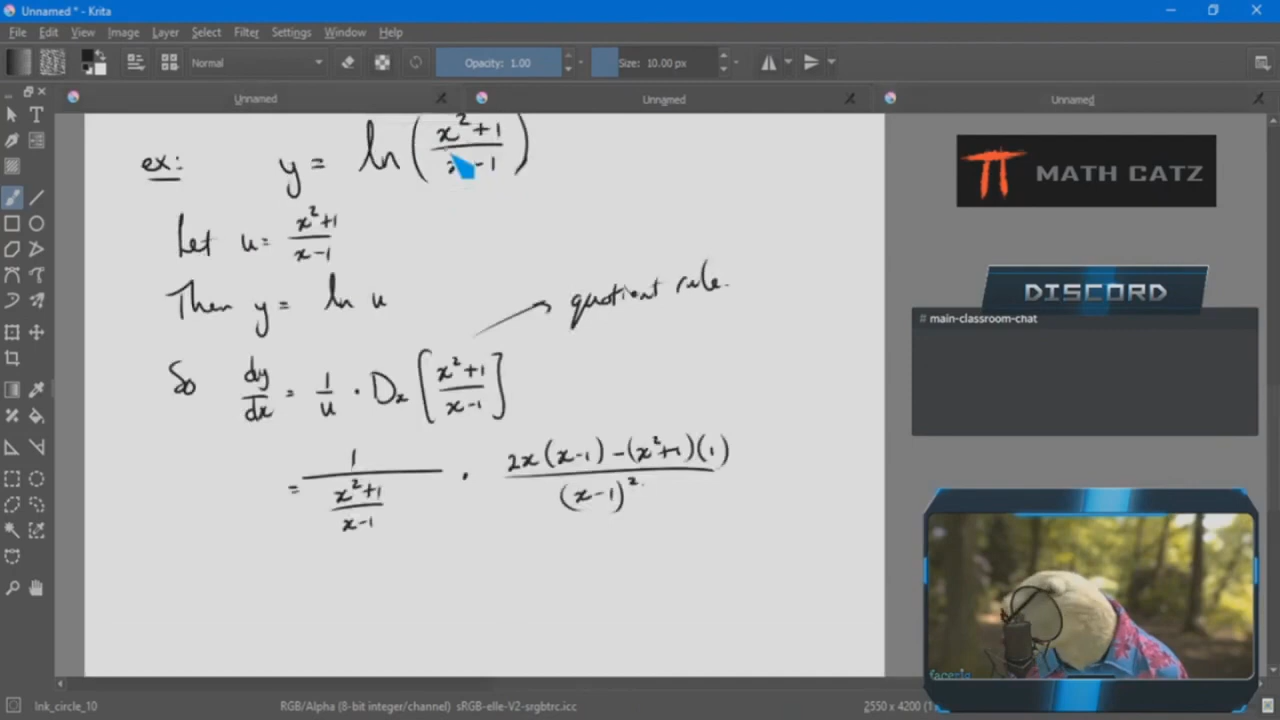 Unnamed * - Krita
File Edit View Image Layer Select Filter Settings Windows Help
Normal Opacity: 1.00 Size: 10.00 px
Unnamed Unnamed Unnamed
ex: y = ln(x²+1/x-1)
Let u = x²+1/x-1
Then y = ln u
quotient rule.
So dy/dx = 1/u · Dₓ[x²+1/x-1]
= 1/(x²+1/x-1) · 2x(x-1)-(x²+1)(1)/(x-1)²
MATH CATZ
DISCORD
# main-classroom-chat
facerig
Ink_circle_10 RGB/Alpha (8-bit integer/channel) sRGB-elle-V2-srgbtrc.icc 2550 x 4200 (1